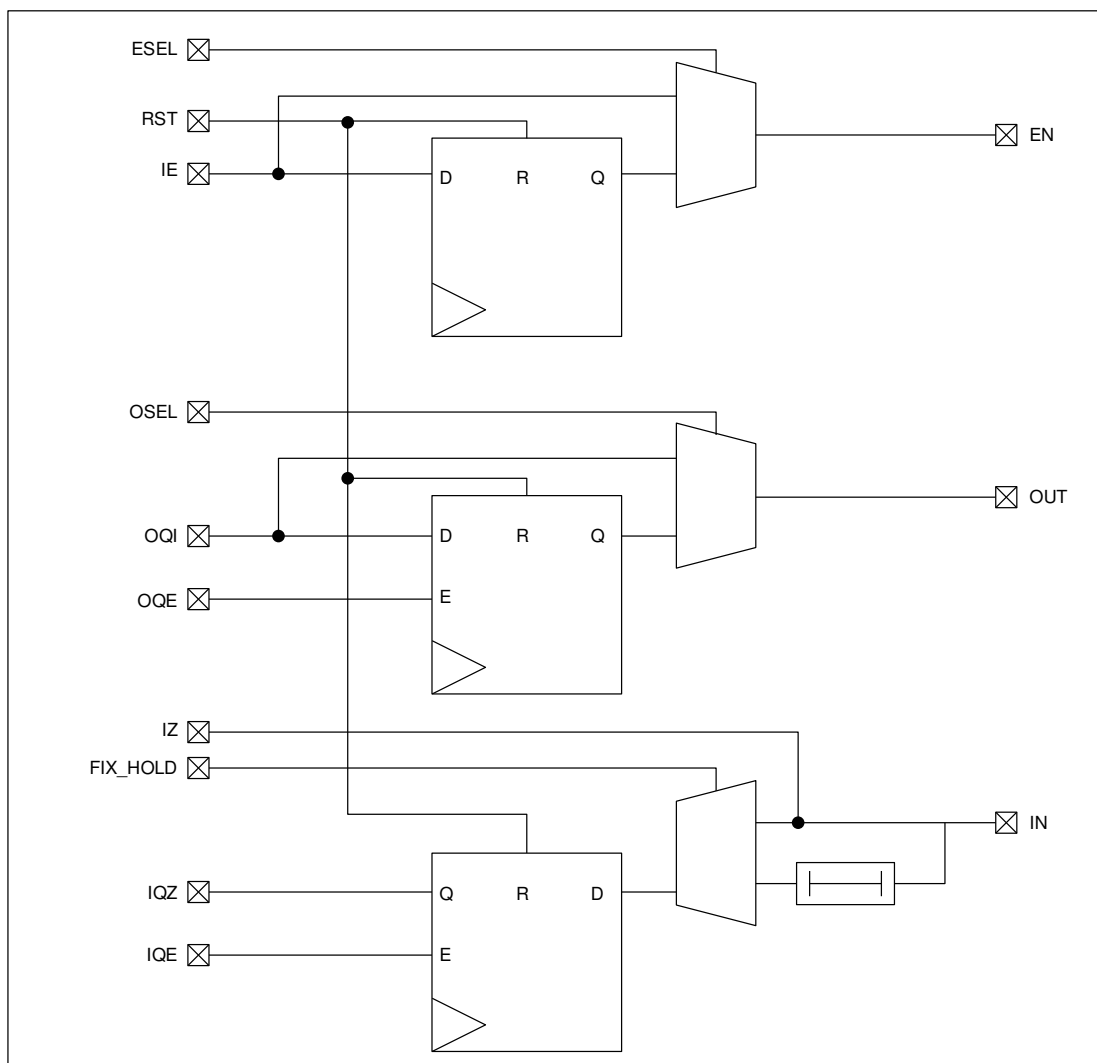 ESEL
RST
EN
IE
D R Q
OSEL
OUT
OQI
D R Q
OQE
E
IZ
FIX_HOLD
IN
IQZ
Q R D
IQE
E